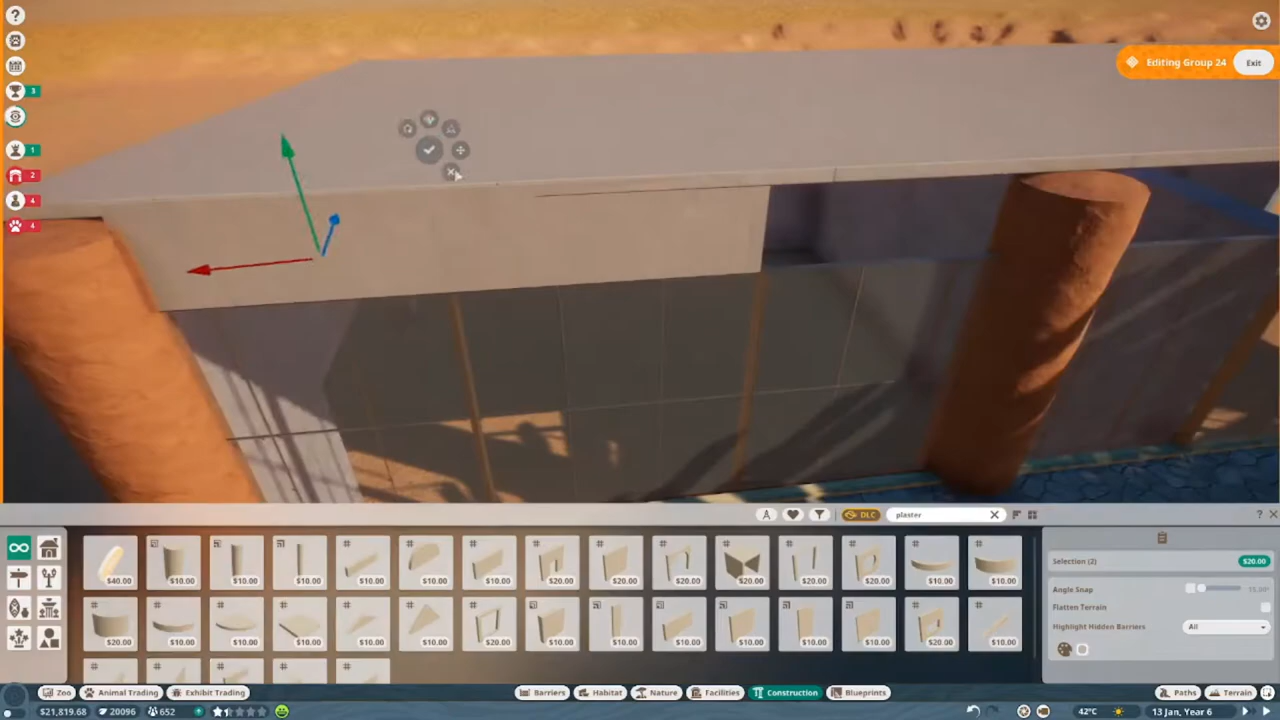 ?
Editing Group 24 Exit
3
1
2
4
4
A DLC plaster
?
$40.00 $10.00 $10.00 $10.00 $10.00 $10.00 $10.00 $20.00 $20.00 $20.00 $20.00 $10.00 $20.00 $10.00 $10.00
$20.00 $10.00 $10.00 $10.00 $10.00 $10.00 $20.00 $10.00 $10.00 $10.00 $10.00 $10.00 $10.00 $20.00 $10.00
Selection (2) $20.00
Angle Snap 15.00°
Flatten Terrain
Highlight Hidden Barriers All
Zoo Animal Trading Exhibit Trading Barriers Habitat Nature Facilities Construction Blueprints Paths Terrain
$21,819.68 20096 652 42°C 13 Jan, Year 6